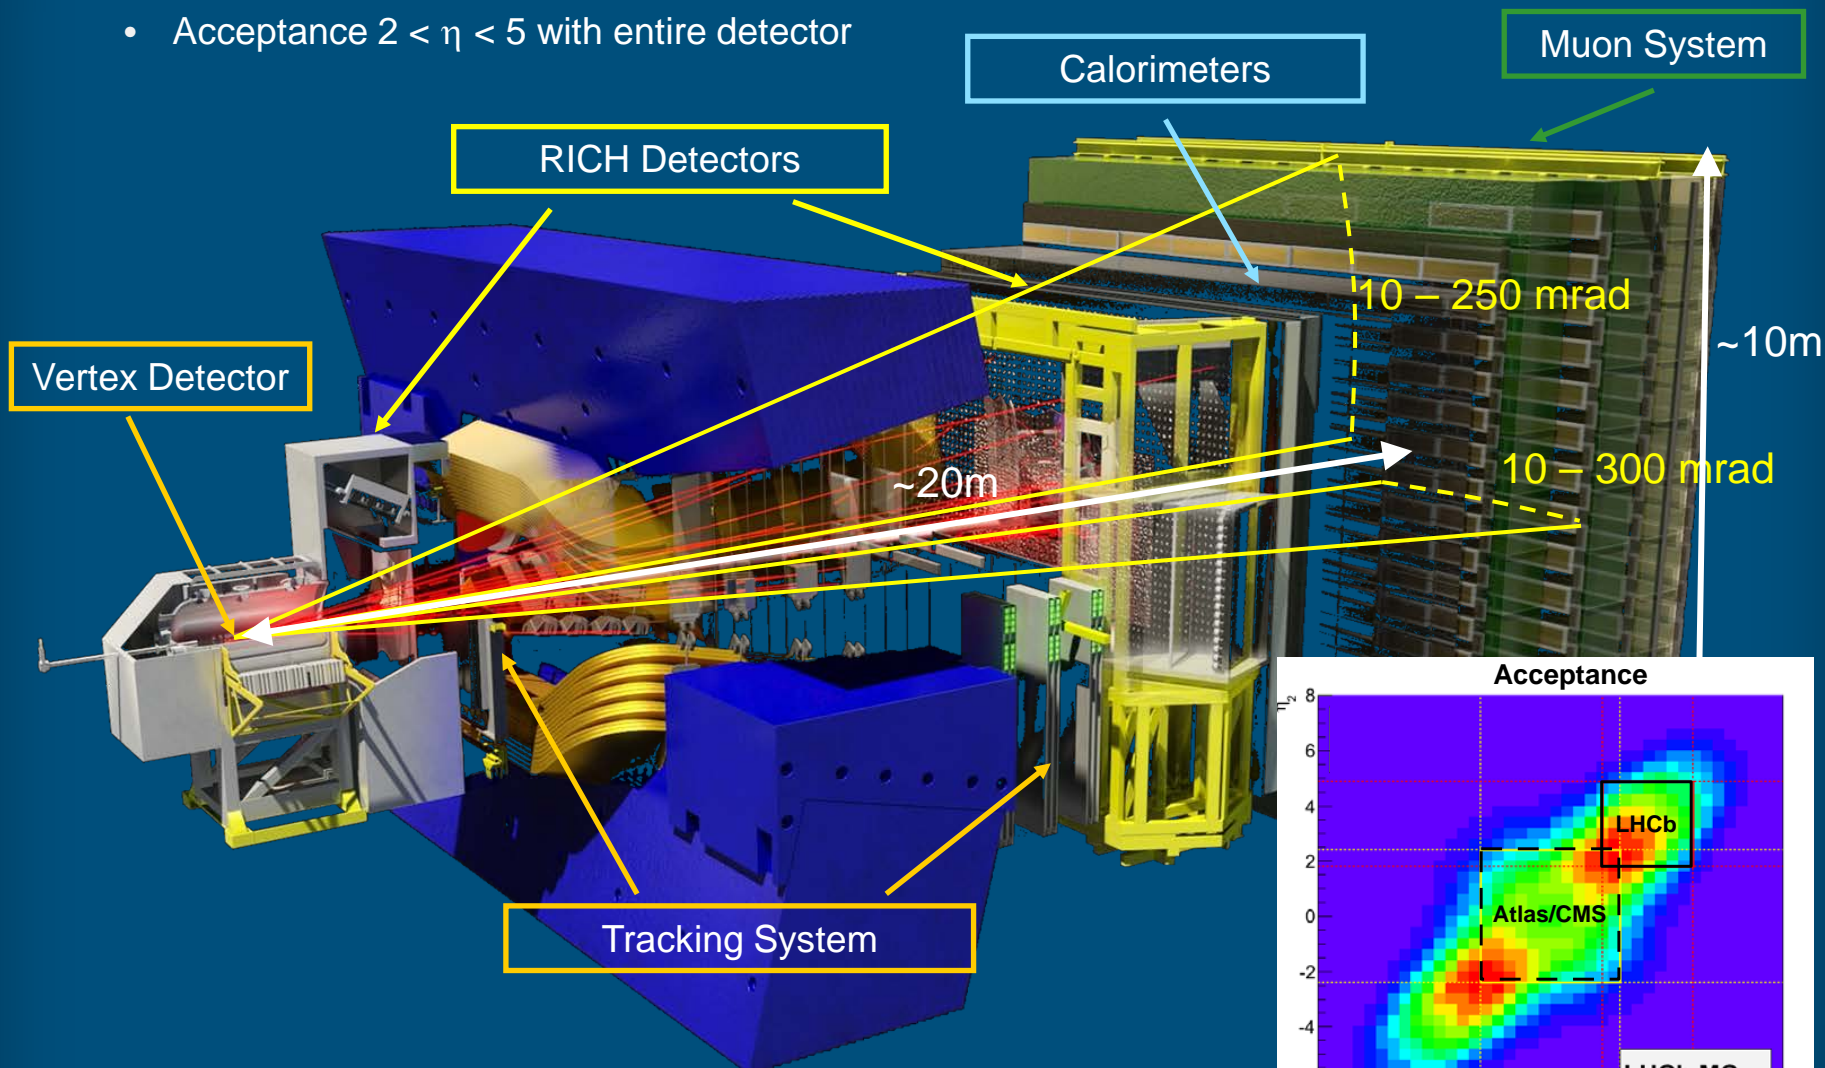 • Acceptance 2 < η < 5 with entire detector
Muon System
Calorimeters
RICH Detectors
10 – 250 mrad
~10m
Vertex Detector
~20m
10 – 300 mrad
Tracking System
Acceptance
η2
8
6
4
LHCb
2
0
Atlas/CMS
-2
-4